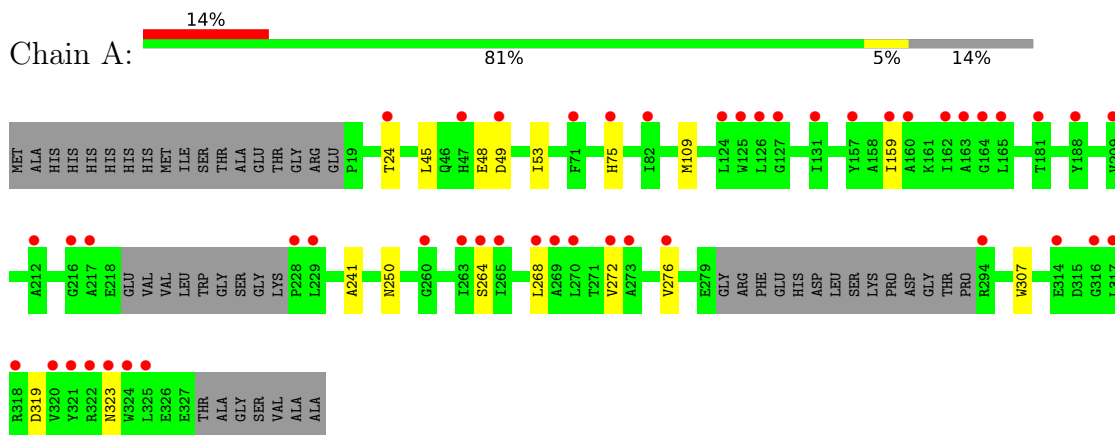 14%
Chain A:
81% 5% 14%
MET ALA HIS HIS HIS HIS HIS HIS MET ILE SER THR ALA GLU THR GLY ARG GLU P19 T24 L45 Q46 H47 E48 D49 I53 F71 H75 I82 M109 L124 W125 L126 G127 I131 Y157 A158 I159 A160 K161 I162 A163 G164 L165 T181 Y188
A212 G216 A217 E218 GLU VAL VAL LEU TRP GLY SER GLY LYS P228 L229 A241 N250 G260 I263 S264 I265 L268 A269 L270 T271 V272 A273 V276 E279 GLY ARG PHE GLU HIS ASP LEU SER LYS PRO ASP GLY THR PRO R294 W307 E314 D315 G316 L317
R318 D319 V320 Y321 R322 N323 W324 L325 E326 E327 THR ALA GLY SER VAL ALA ALA